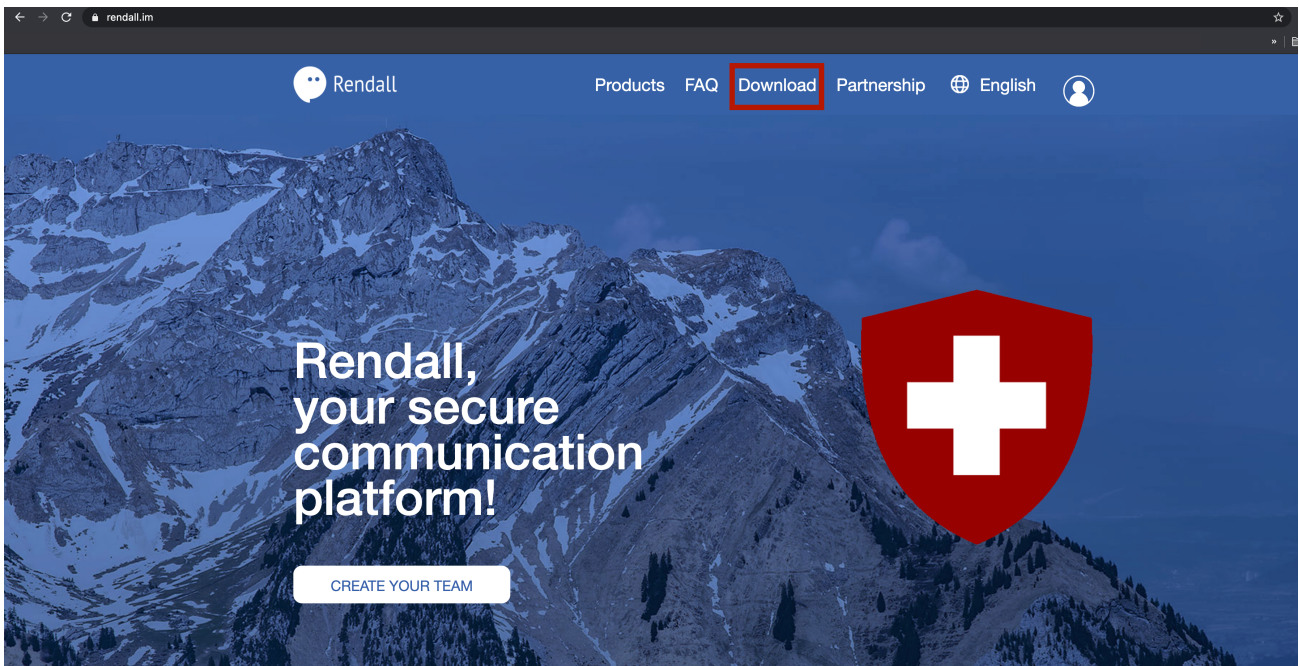 rendall.im
Rendall
Products FAQ Download Partnership English
Rendall,
your secure
communication
platform!
CREATE YOUR TEAM